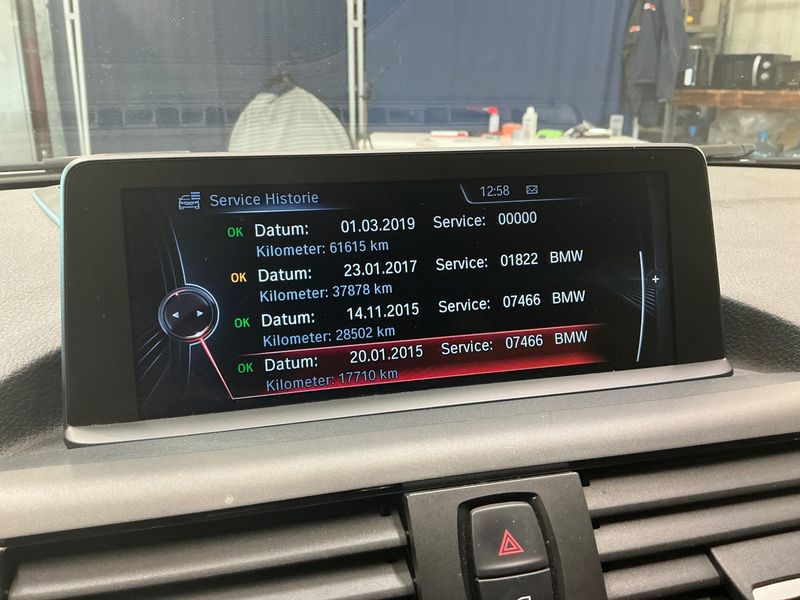 Service Historie 12:58
OK Datum: 01.03.2019 Service: 00000
Kilometer: 61615 km
OK Datum: 23.01.2017 Service: 01822 BMW
Kilometer: 37878 km
OK Datum: 14.11.2015 Service: 07466 BMW
Kilometer: 28502 km
OK Datum: 20.01.2015 Service: 07466 BMW
Kilometer: 17710 km
+